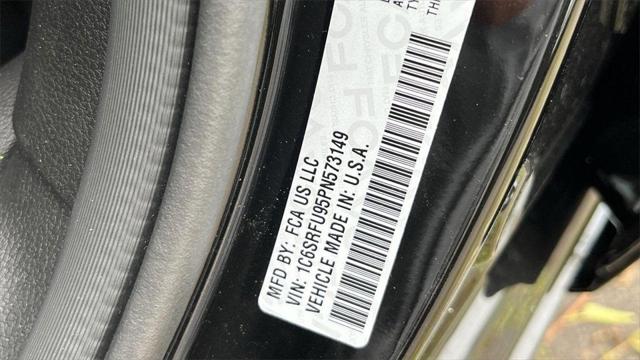 MFD BY: FCA US LLC
VIN: 1C6SRFU95PN573149
VEHICLE MADE IN: U.S.A.